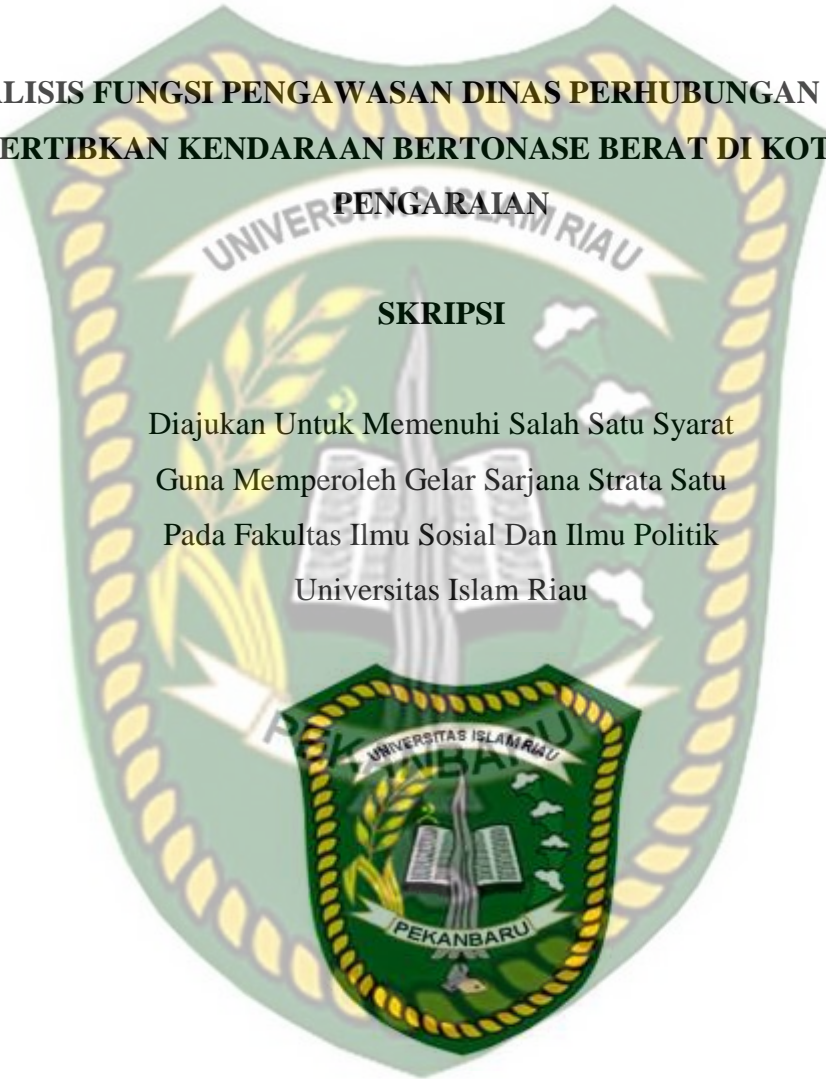 ALISIS FUNGSI PENGAWASAN DINAS PERHUBUNGAN
ERTIBKAN KENDARAAN BERTONASE BERAT DI KOT
PENGARAIAN
UNIVERSITAS ISLAM RIAU
SKRIPSI
Diajukan Untuk Memenuhi Salah Satu Syarat
Guna Memperoleh Gelar Sarjana Strata Satu
Pada Fakultas Ilmu Sosial Dan Ilmu Politik
Universitas Islam Riau
PEKANBARU
UNIVERSITAS ISLAM RIAU
PEKANBARU